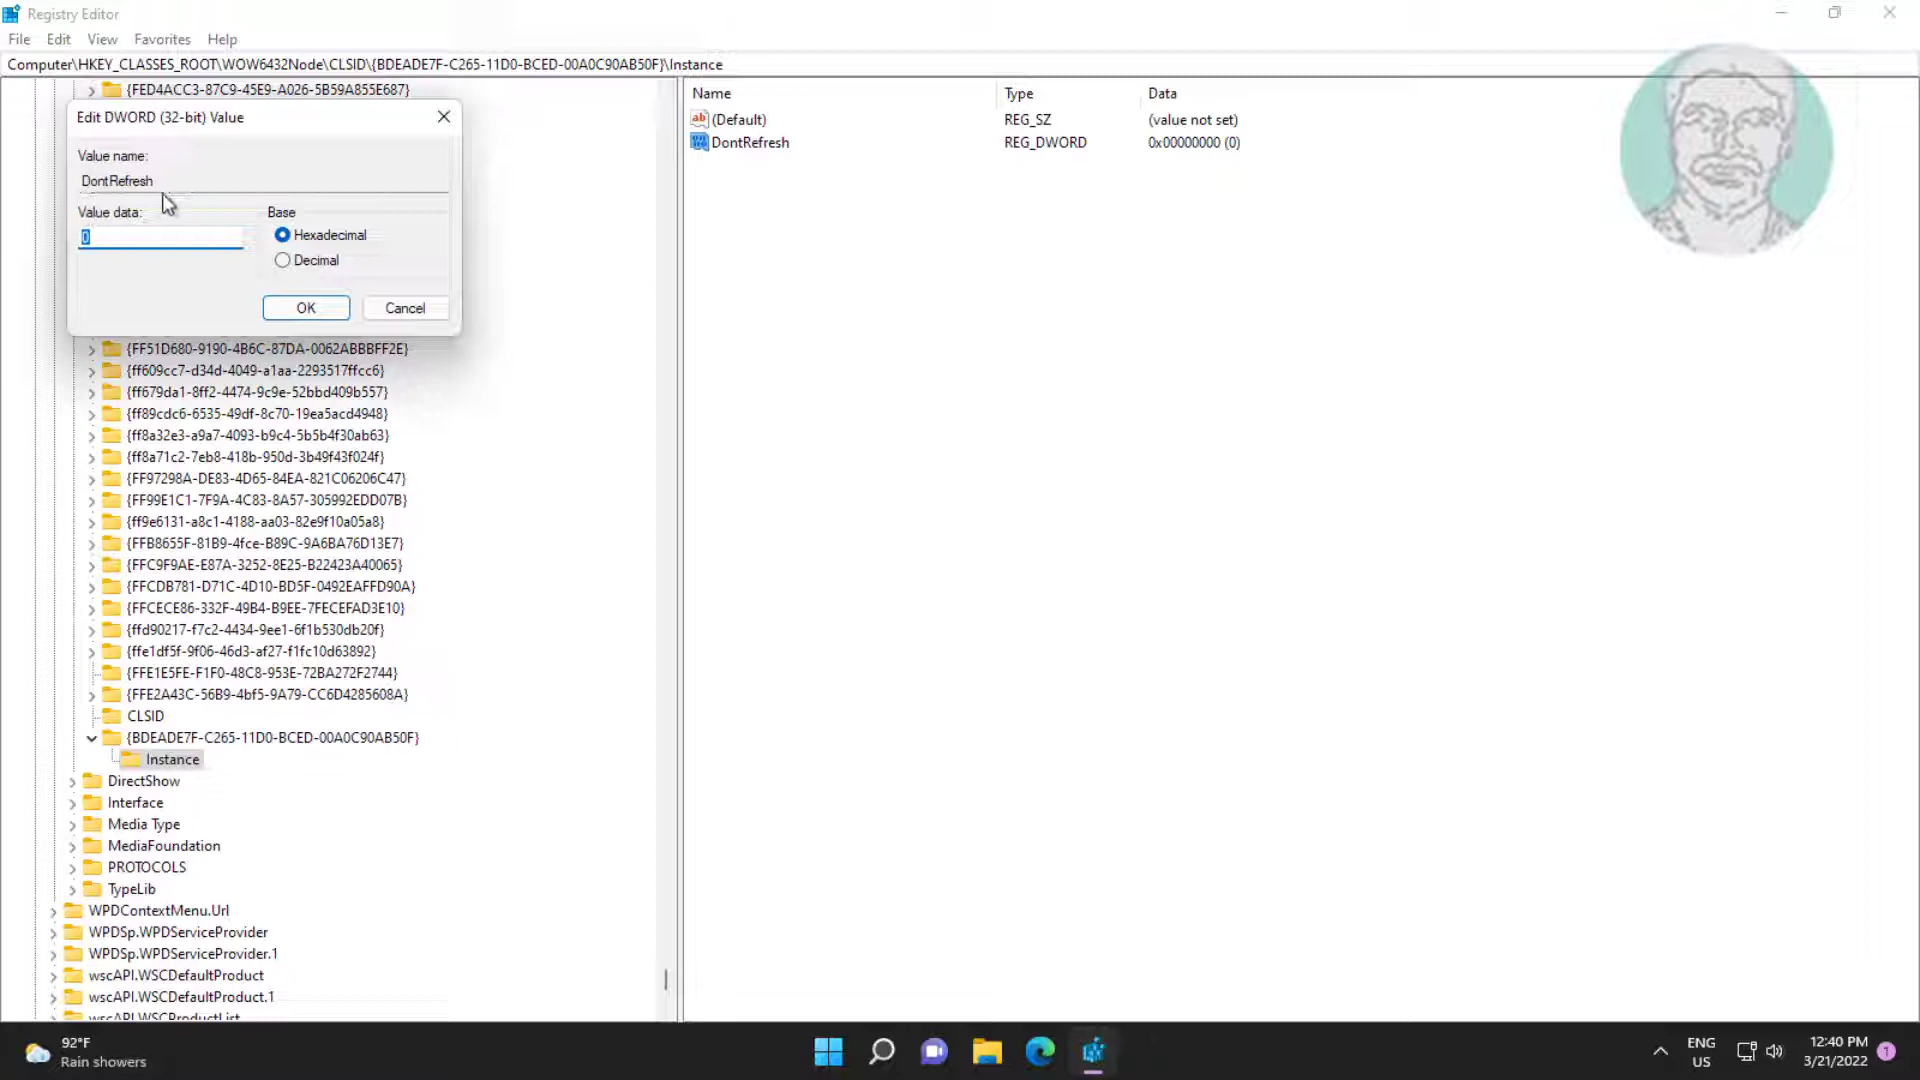 Registry Editor
File Edit View Favorites Help
Computer\HKEY_CLASSES_ROOT\WOW6432Node\CLSID\{BDEADE7F-C265-11D0-BCED-00A0C90AB50F}\Instance
{FED4ACC3-87C9-45E9-A026-5B59A855E687}
Edit DWORD (32-bit) Value
Value name:
DontRefresh
Value data:
Base
0
Hexadecimal
Decimal
OK
Cancel
{FF51D680-9190-4B6C-87DA-0062ABBBFF2E}
{ff609cc7-d34d-4049-a1aa-2293517ffcc6}
{ff679da1-8ff2-4474-9c9e-52bbd409b557}
{ff89cdc6-6535-49df-8c70-19ea5acd4948}
{ff8a32e3-a9a7-4093-b9c4-5b5b4f30ab63}
{ff8a71c2-7eb8-418b-950d-3b49f43f024f}
{FF97298A-DE83-4D65-84EA-821C06206C47}
{FF99E1C1-7F9A-4C83-8A57-305992EDD07B}
{ff9e6131-a8c1-4188-aa03-82e9f10a05a8}
{FFB8655F-81B9-4fce-B89C-9A6BA76D13E7}
{FFC9F9AE-E87A-3252-8E25-B22423A40065}
{FFCDB781-D71C-4D10-BD5F-0492EAFFD90A}
{FFCECE86-332F-49B4-B9EE-7FECEFAD3E10}
{ffd90217-f7c2-4434-9ee1-6f1b530db20f}
{ffe1df5f-9f06-46d3-af27-f1fc10d63892}
{FFE1E5FE-F1F0-48C8-953E-72BA272F2744}
{FFE2A43C-56B9-4bf5-9A79-CC6D4285608A}
CLSID
{BDEADE7F-C265-11D0-BCED-00A0C90AB50F}
Instance
DirectShow
Interface
Media Type
MediaFoundation
PROTOCOLS
TypeLib
WPDContextMenu.Url
WPDSp.WPDServiceProvider
WPDSp.WPDServiceProvider.1
wscAPI.WSCDefaultProduct
wscAPI.WSCDefaultProduct.1
wscAPI.WSCProductList
Name Type Data
ab (Default) REG_SZ (value not set)
DontRefresh REG_DWORD 0x00000000 (0)
92°F
Rain showers
ENG
US
12:40 PM
3/21/2022
1